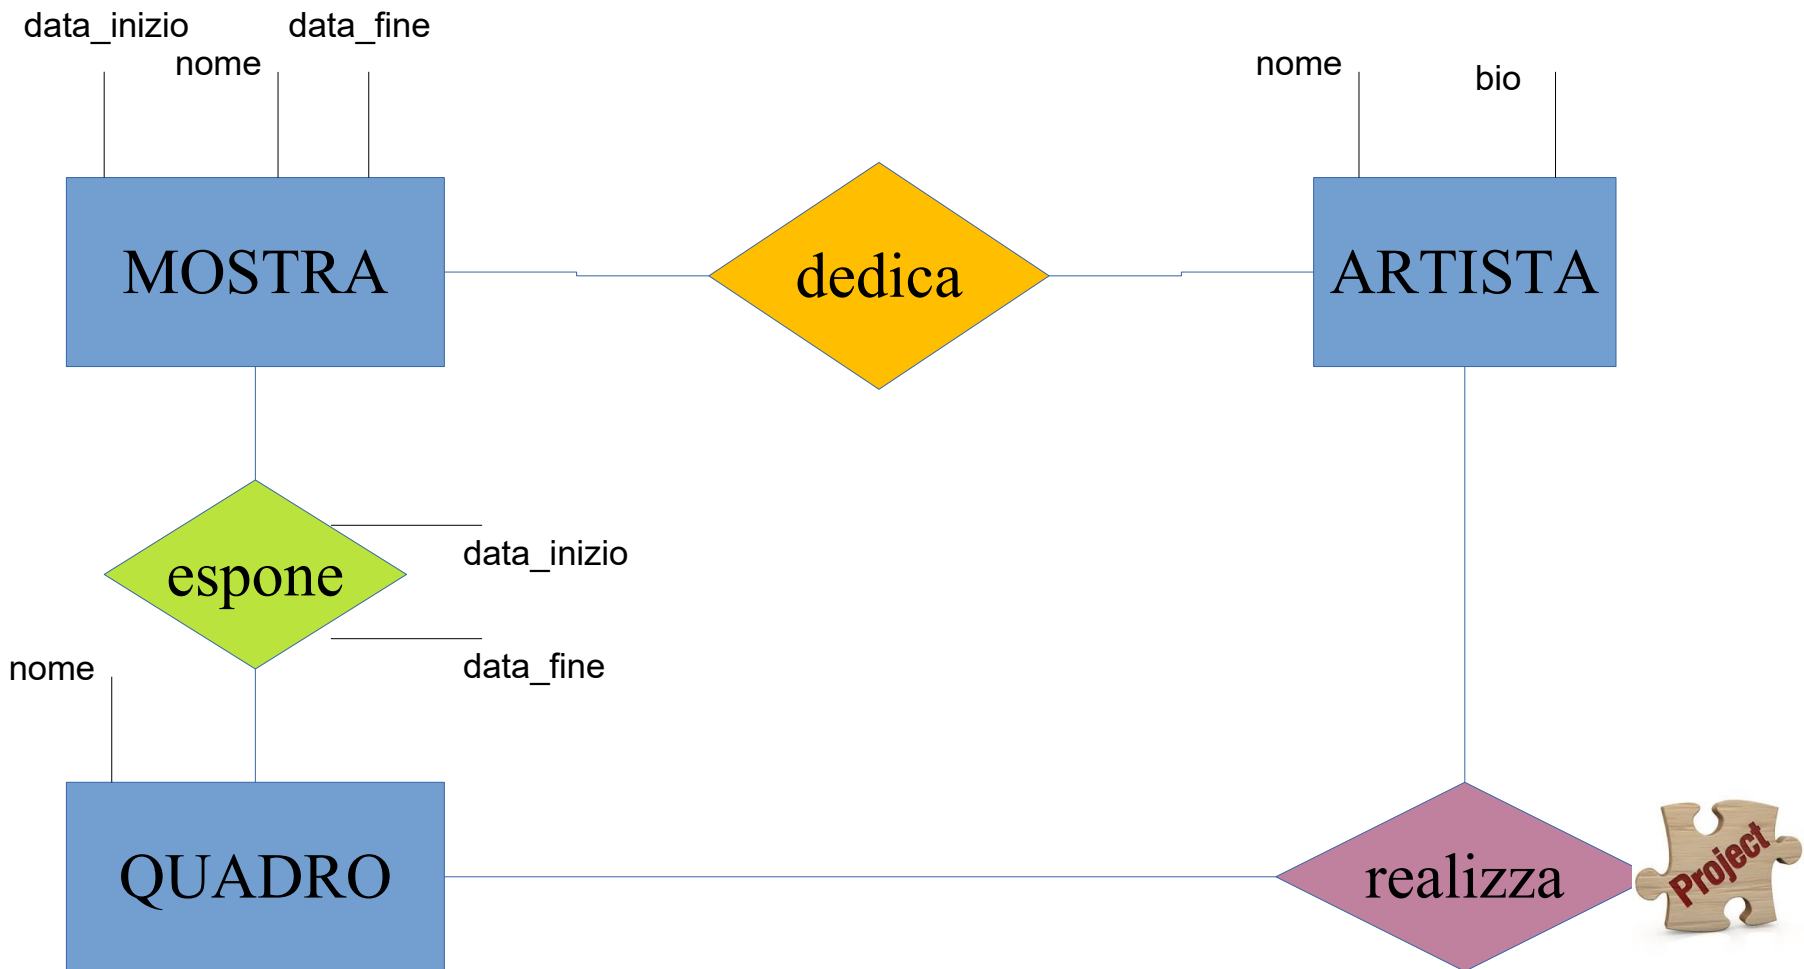 data_inizio
data_fine
nome
nome
bio
MOSTRA
dedica
ARTISTA
espone
data_inizio
data_fine
nome
QUADRO
realizza
Project